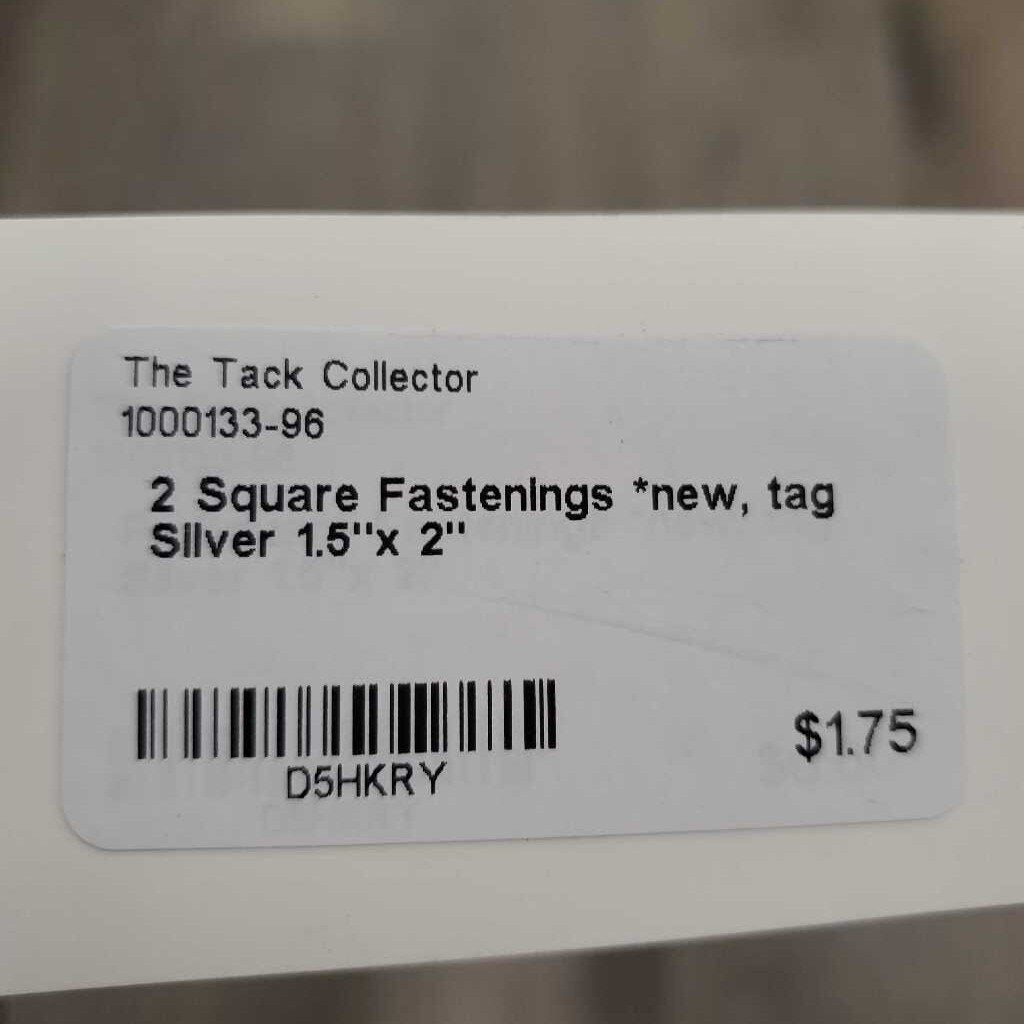 The Tack Collector
1000133-96
2 Square Fastenings *new, tag
Silver 1.5"x 2"
$1.75
D5HKRY